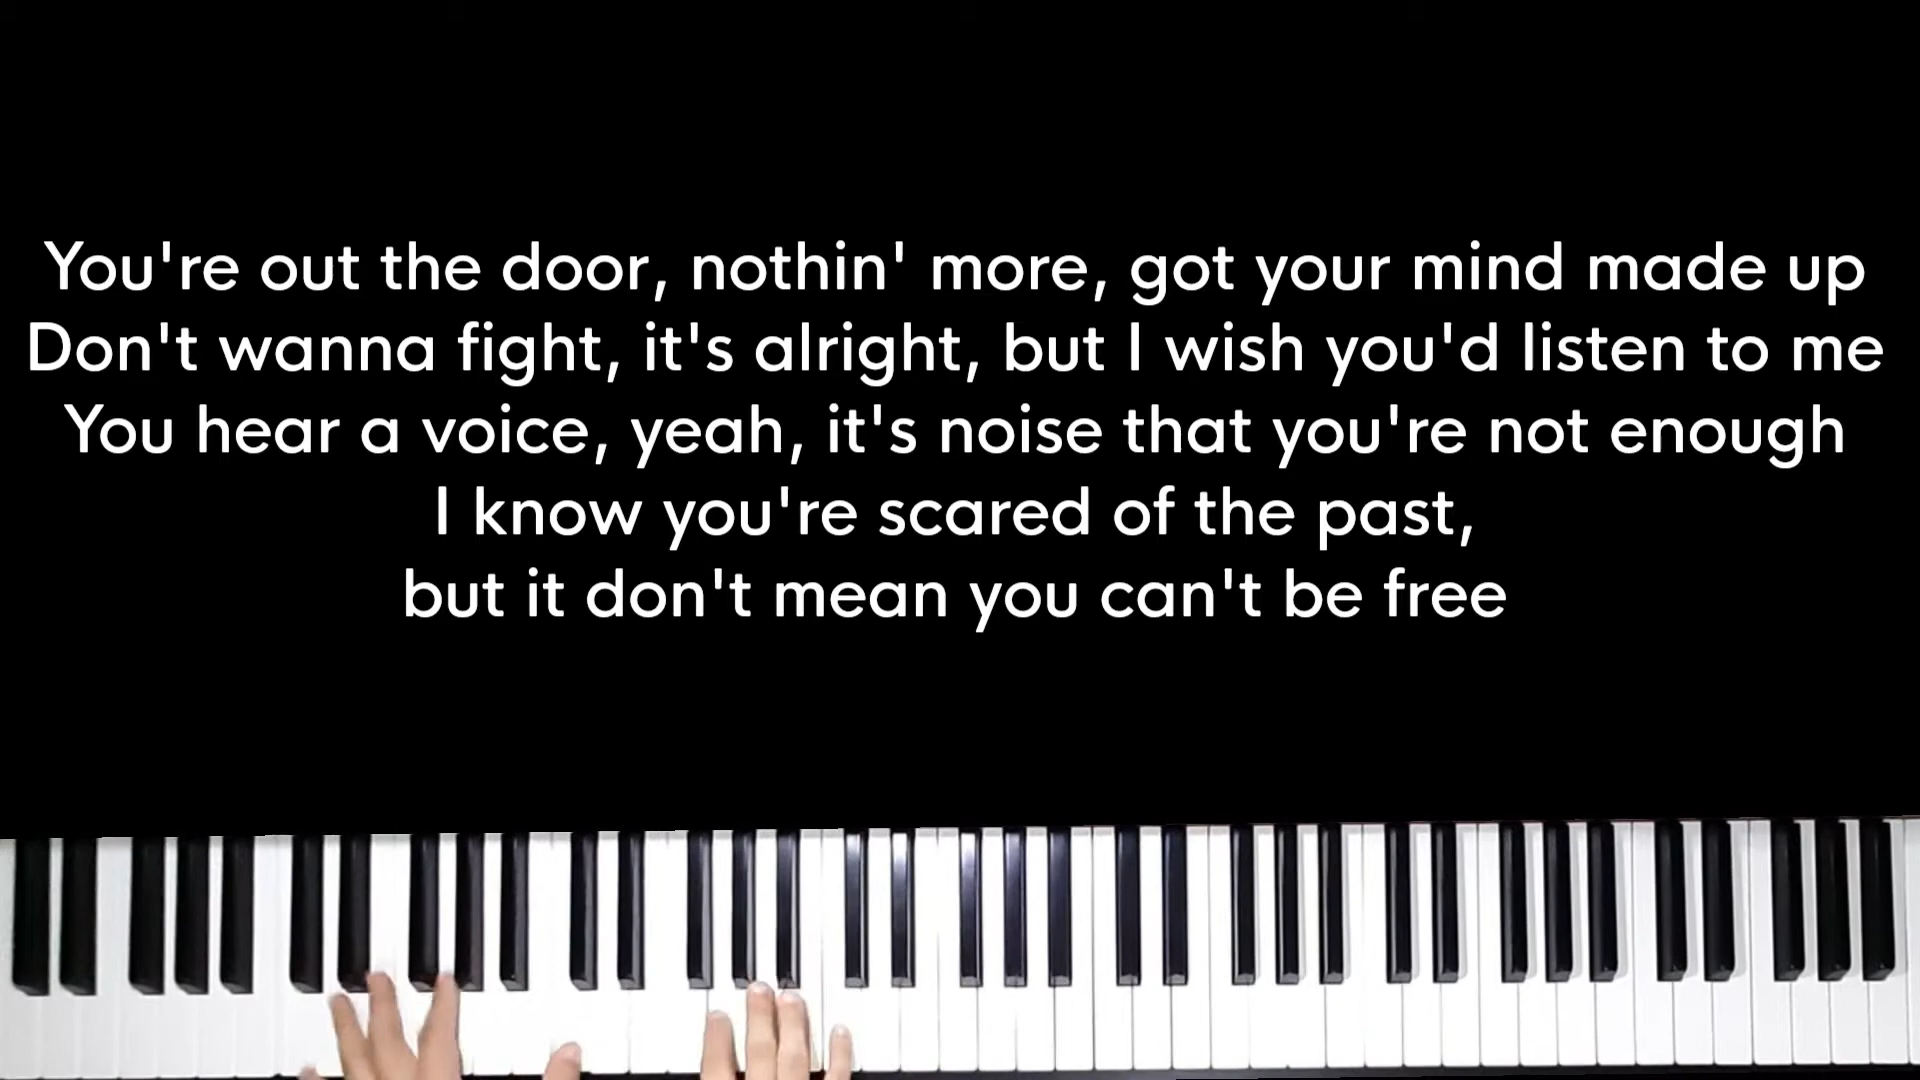 You're out the door, nothin' more, got your mind made up
Don't wanna fight, it's alright, but I wish you'd listen to me
You hear a voice, yeah, it's noise that you're not enough
I know you're scared of the past,
but it don't mean you can't be free